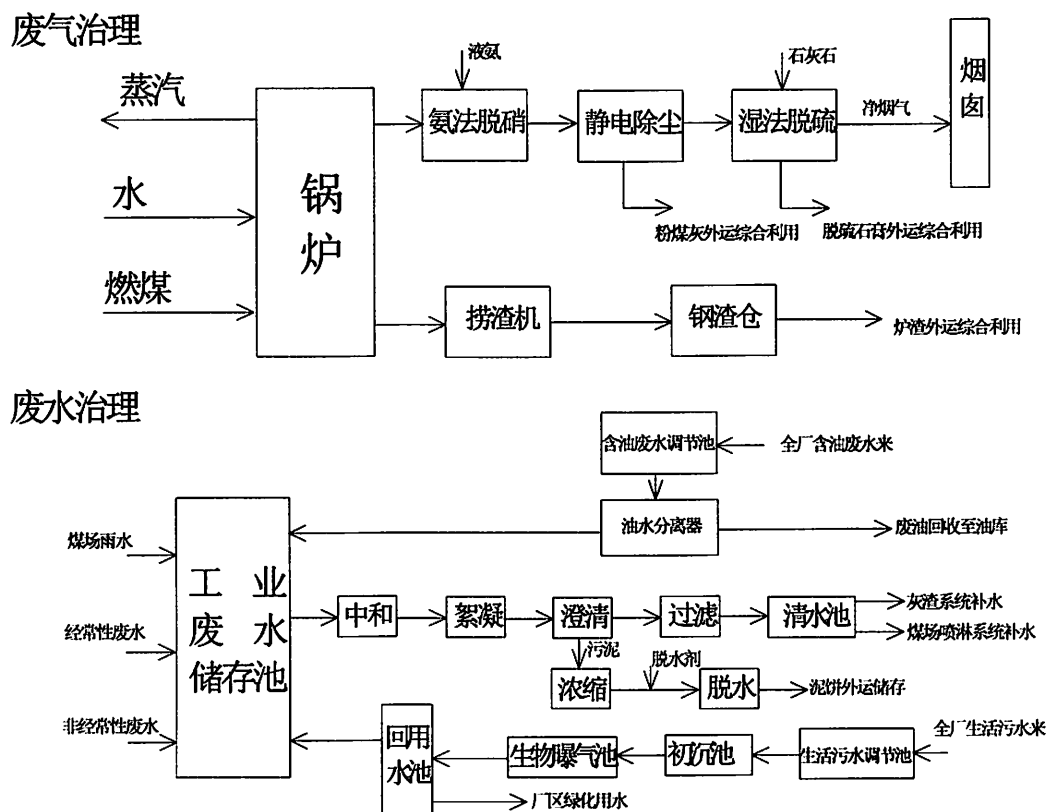 废气治理
液氨
石灰石
烟囱
蒸汽
锅炉
氨法脱硝
静电除尘
湿法脱硫
净烟气
水
粉煤灰外运综合利用
脱硫石膏外运综合利用
燃煤
捞渣机
钢渣仓
炉渣外运综合利用
废水治理
含油废水调节池
全厂含油废水来
油水分离器
废油回收至油库
煤场雨水
工业
废水
储存池
中和
絮凝
澄清
过滤
清水池
灰渣系统补水
煤场喷淋系统补水
经常性废水
污泥
脱水剂
浓缩
脱水
泥饼外运储存
非经常性废水
回用
水池
生物曝气池
初沉池
生活污水调节池
全厂生活污水来
厂区绿化用水